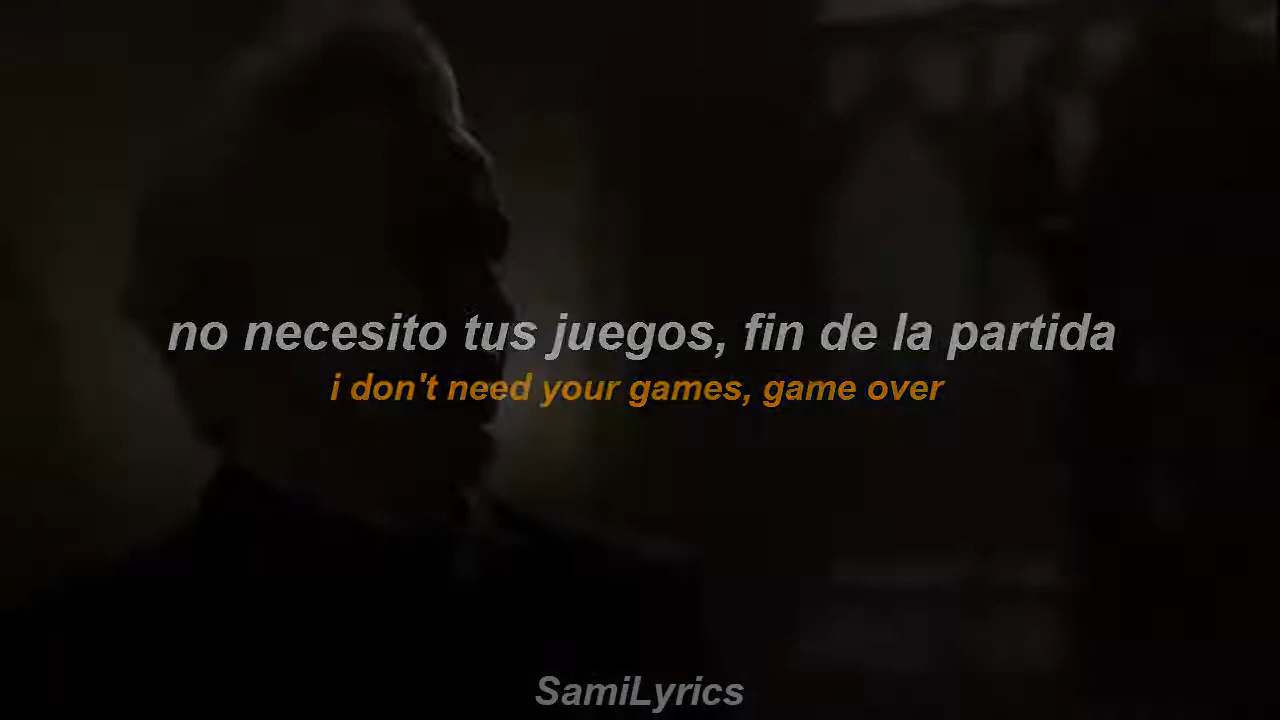 no necesito tus juegos, fin de la partida
i don't need your games, game over
SamiLyrics